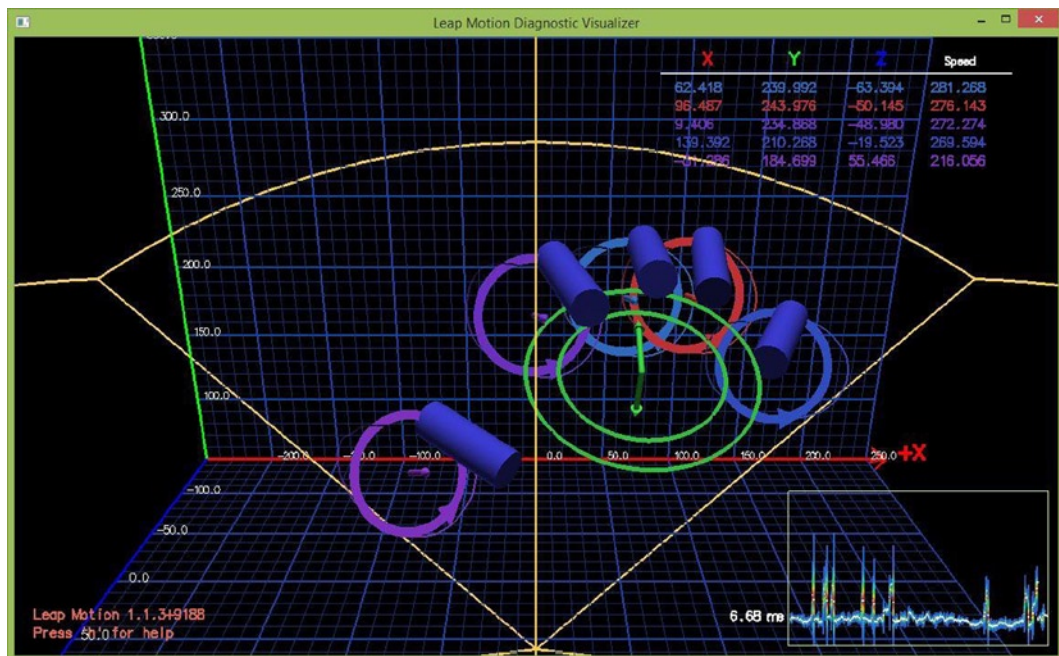 Leap Motion Diagnostic Visualizer
X Y Z Speed
62.418 239.992 -63.394 281.268
96.487 243.976 -50.145 276.143
9.406 234.868 -48.980 272.274
139.392 210.268 -19.523 269.594
184.699 55.466 216.056
300.0
250.0
200.0
150.0
100.0
-200.0 -100.0 0.0 50.0 100.0 150.0 200.0 250.0 +X
-100.0
-50.0
0.0
50.0
6.68 ms
Leap Motion 1.1.3+9188
Press 'h' for help